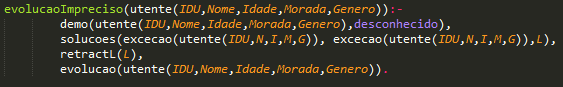 evolucaoImpreciso(utente(IDU,Nome,Idade,Morada,Genero)):-
demo(utente(IDU,Nome,Idade,Morada,Genero),desconhecido),
solucoes(excecao(utente(IDU,N,I,M,G)), excecao(utente(IDU,N,I,M,G)),L),
retractL(L),
evolucao(utente(IDU,Nome,Idade,Morada,Genero)).